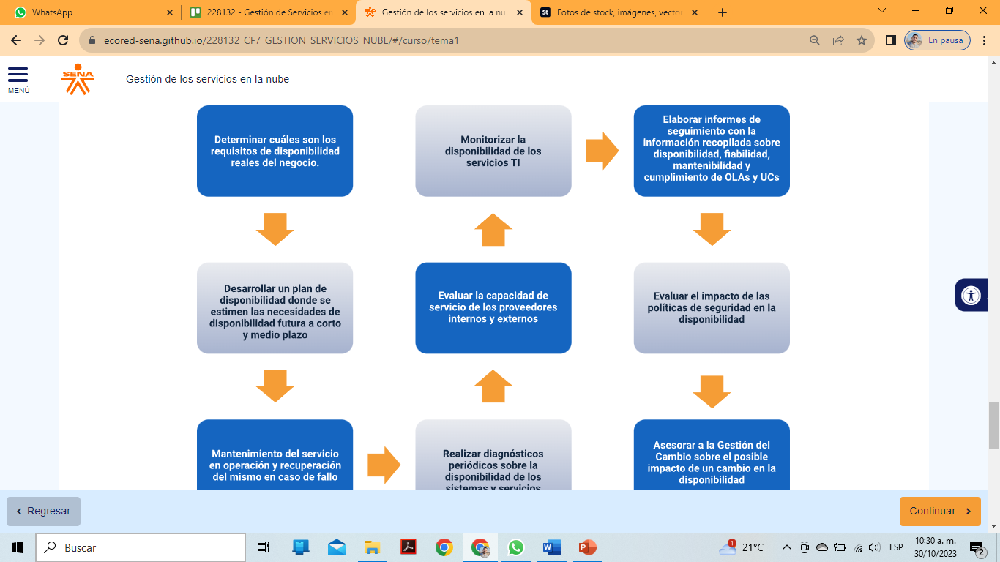 WhatsApp
228132 - Gestión de Servicios en
Gestión de los servicios en la nub
St
Fotos de stock, imágenes, vector
ecored-sena.github.io/228132_CF7_GESTION_SERVICIOS_NUBE/#/curso/tema1
En pausa
MENÚ
SENA
Gestión de los servicios en la nube
Determinar cuáles son los
requisitos de disponibilidad
reales del negocio.
Desarrollar un plan de
disponibilidad donde se
estimen las necesidades de
disponibilidad futura a corto
y medio plazo
Mantenimiento del servicio
en operación y recuperación
del mismo en caso de fallo
Realizar diagnósticos
periódicos sobre la
disponibilidad de los
sistemas y servicios
Evaluar la capacidad de
servicio de los proveedores
internos y externos
Monitorizar la
disponibilidad de los
servicios TI
Elaborar informes de
seguimiento con la
información recopilada sobre
disponibilidad, fiabilidad,
mantenibilidad y
cumplimiento de OLAs y UCs
Evaluar el impacto de las
políticas de seguridad en la
disponibilidad
Asesorar a la Gestión del
Cambio sobre el posible
impacto de un cambio en la
disponibilidad
Regresar
Continuar
Buscar
1
21°C
ESP
10:30 a. m.
30/10/2023
2